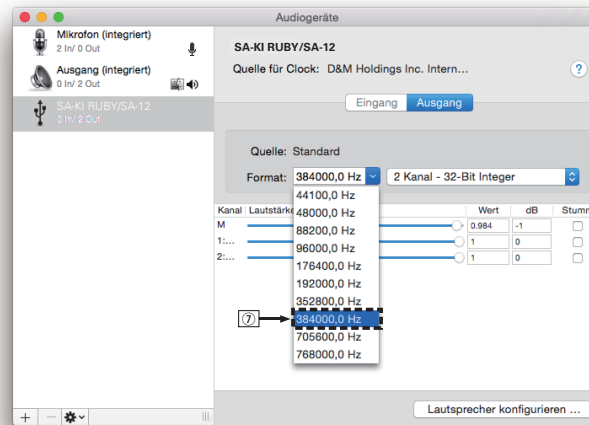 Audiogeräte
Mikrofon (integriert)
2 In/ 0 Out
Ausgang (integriert)
0 In/ 2 Out
SA-KI RUBY/SA-12
0 In/ 2 Out
SA-KI RUBY/SA-12
Quelle für Clock: D&M Holdings Inc. Intern...
?
Eingang Ausgang
Quelle: Standard
Format: 384000,0 Hz 2 Kanal - 32-Bit Integer
44100,0 Hz
48000,0 Hz
88200,0 Hz
96000,0 Hz
176400,0 Hz
192000,0 Hz
352800,0 Hz
⑦ 384000,0 Hz
705600,0 Hz
768000,0 Hz
Kanal Lautstärke Wert dB Stumm
M 0.984 -1
1:... 1 0
2:... 1 0
Lautsprecher konfigurieren ...